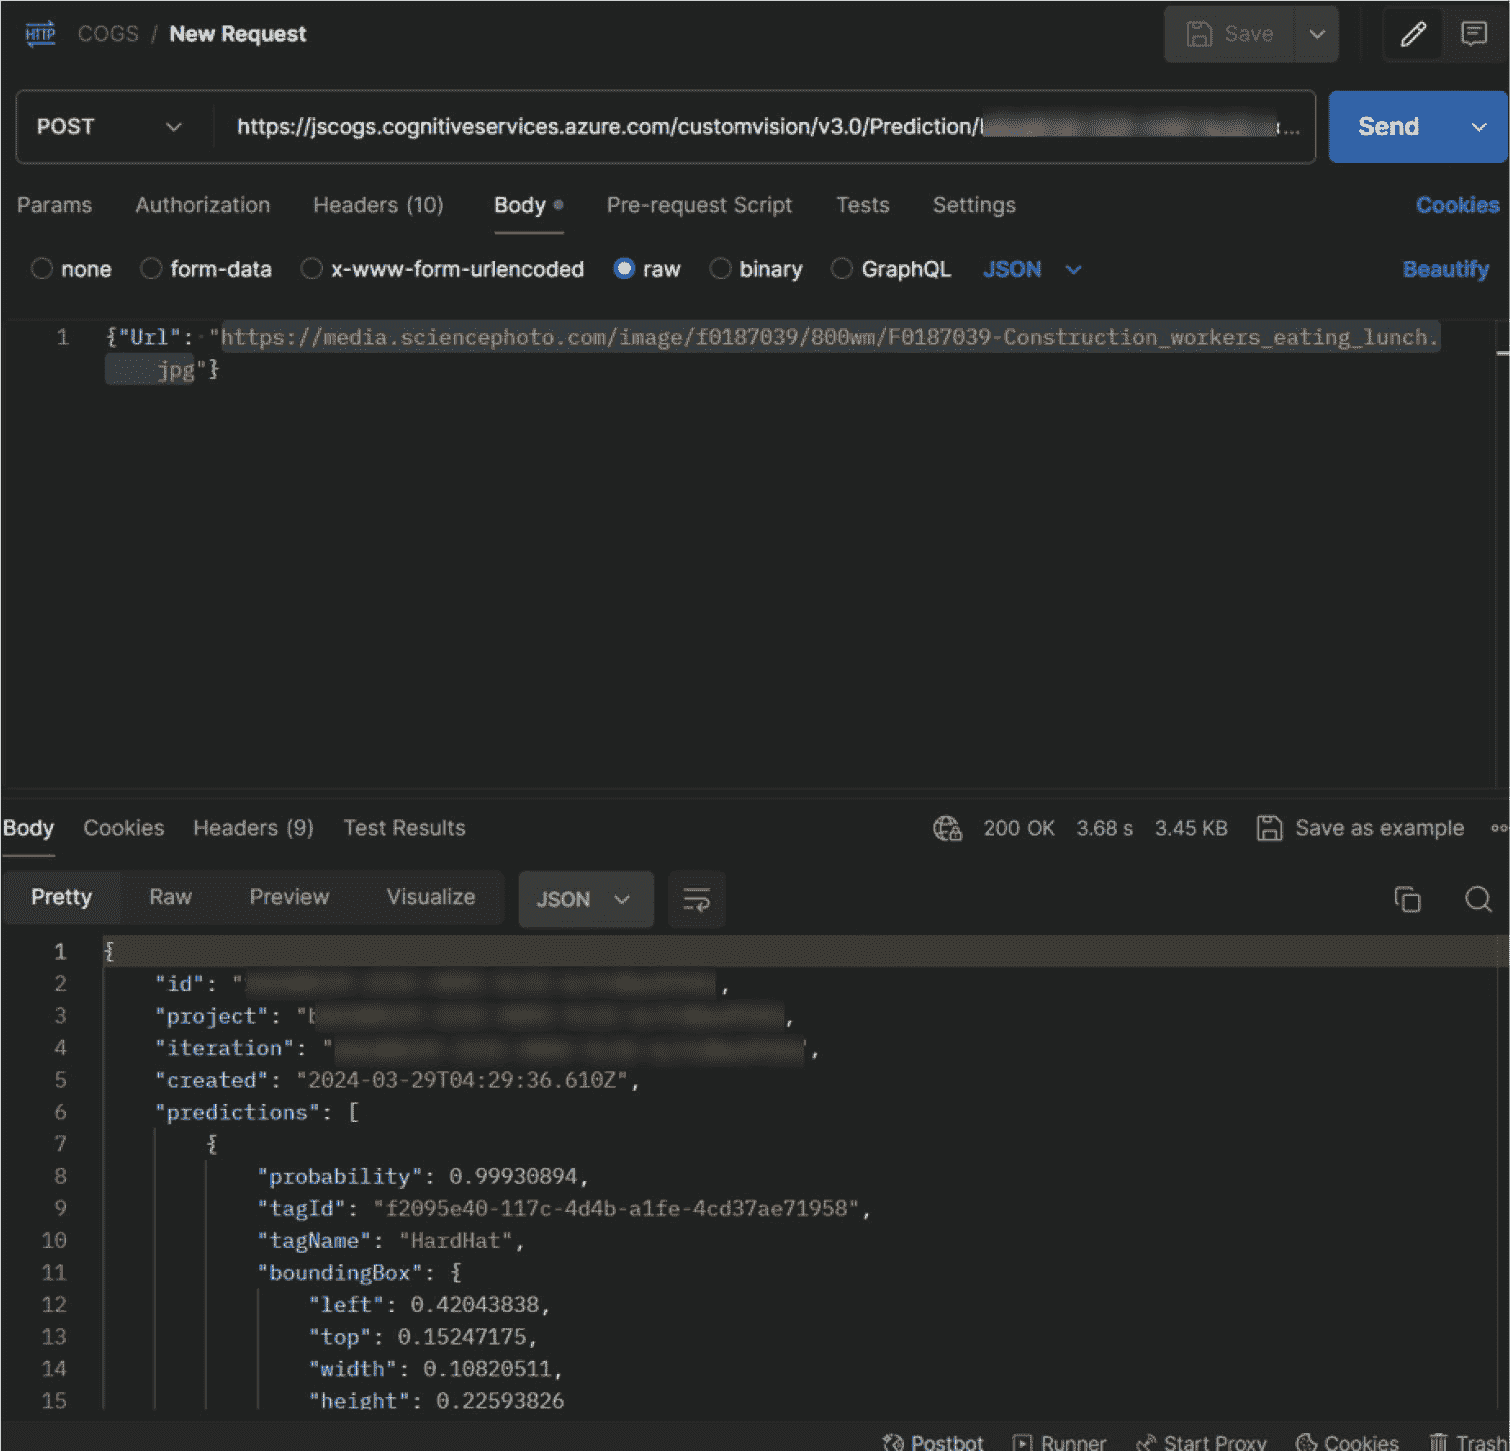 HTTP COGS / New Request Save
POST https://jscogs.cognitiveservices.azure.com/customvision/v3.0/Prediction/ ... Send
Params Authorization Headers (10) Body Pre-request Script Tests Settings Cookies
none form-data x-www-form-urlencoded raw binary GraphQL JSON Beautify
1 {"Url": "https://media.sciencephoto.com/image/f0187039/800wm/F0187039-Construction_workers_eating_lunch.
jpg"}
Body Cookies Headers (9) Test Results 200 OK 3.68 s 3.45 KB Save as example
Pretty Raw Preview Visualize JSON
1 {
2 "id": " ,
3 "project": "b ,
4 "iteration": " ",
5 "created": "2024-03-29T04:29:36.610Z",
6 "predictions": [
7 {
8 "probability": 0.99930894,
9 "tagId": "f2095e40-117c-4d4b-a1fe-4cd37ae71958",
10 "tagName": "HardHat",
11 "boundingBox": {
12 "left": 0.42043838,
13 "top": 0.15247175,
14 "width": 0.10820511,
15 "height": 0.22593826
Postbot Runner Start Proxy Cookies Trash